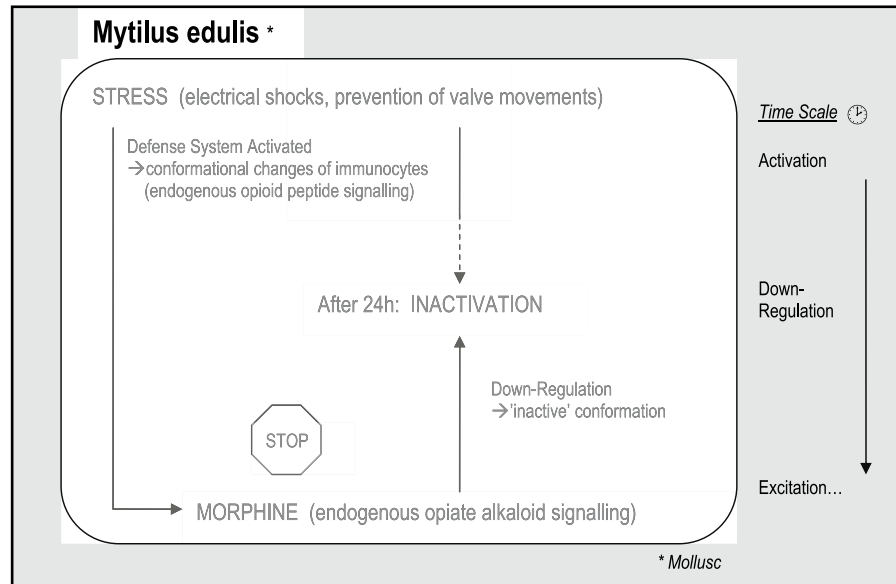 Mytilus edulis *
STRESS (electrical shocks, prevention of valve movements)
Defense System Activated
→conformational changes of immunocytes
(endogenous opioid peptide signalling)
After 24h: INACTIVATION
Down-Regulation
→'inactive' conformation
STOP
MORPHINE (endogenous opiate alkaloid signalling)
Time Scale
Activation
Down-
Regulation
Excitation…
* Mollusc